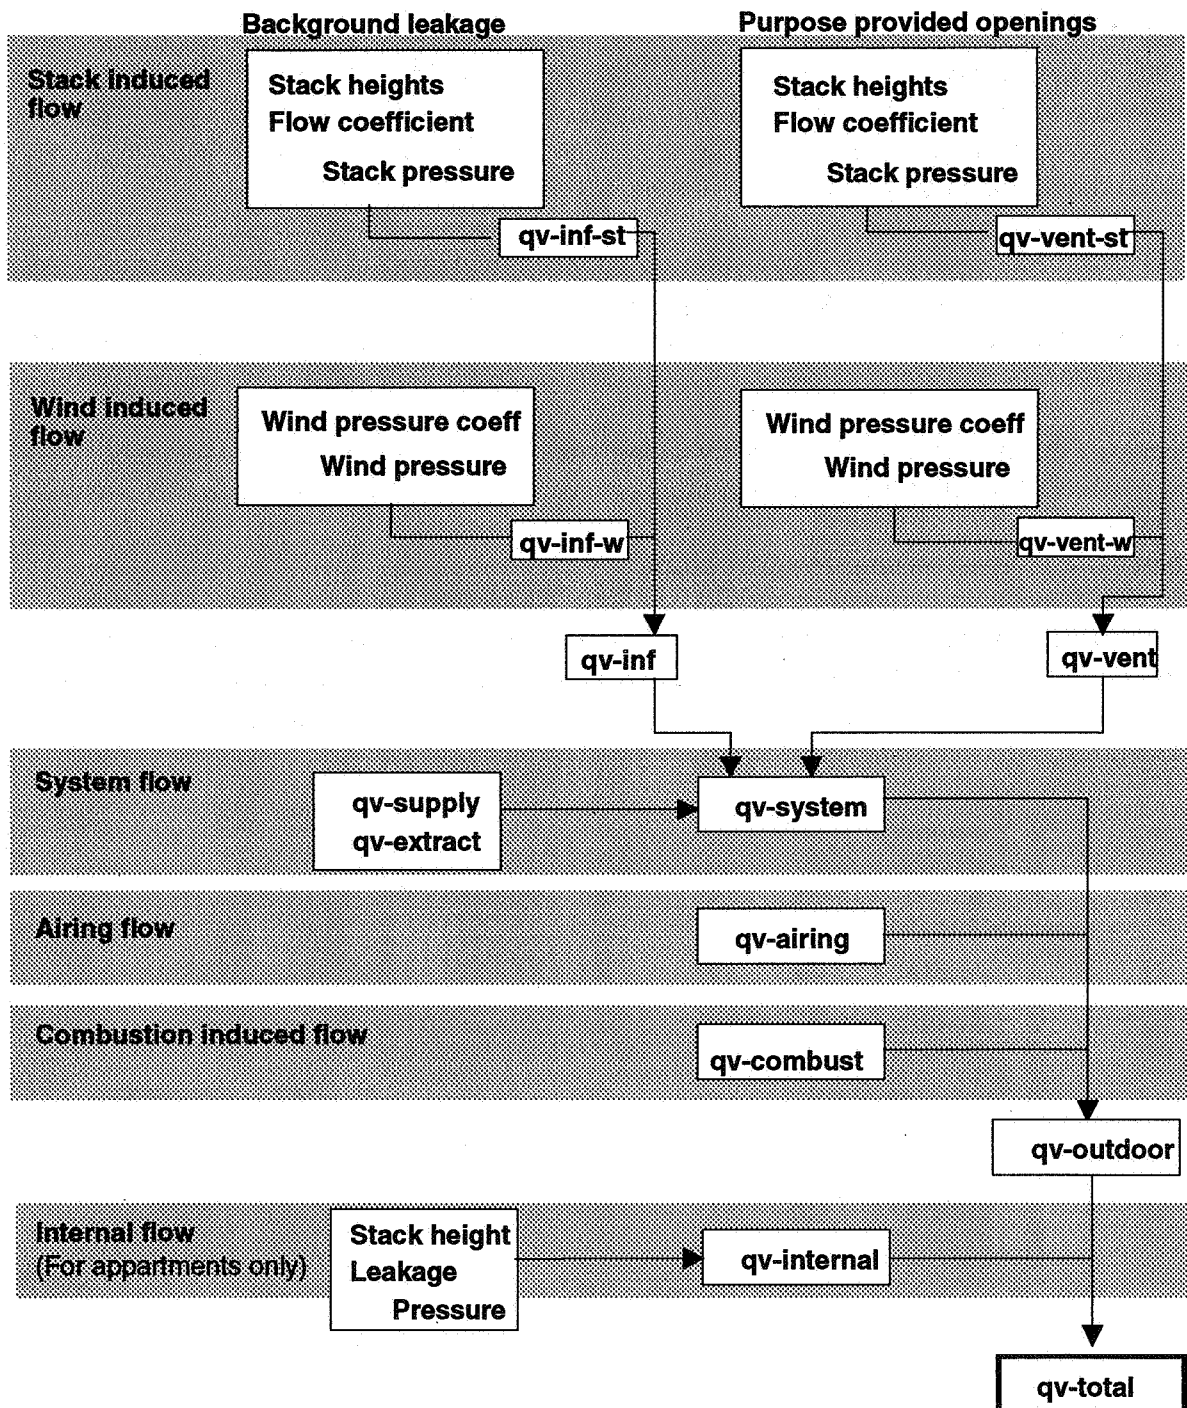 Background leakage
Purpose provided openings
Stack induced
flow
Stack heights
Flow coefficient
Stack pressure
Stack heights
Flow coefficient
Stack pressure
qv-inf-st
qv-vent-st
Wind induced
flow
Wind pressure coeff
Wind pressure
Wind pressure coeff
Wind pressure
qv-inf-w
qv-vent-w
qv-inf
qv-vent
System flow
qv-supply
qv-extract
qv-system
Airing flow
qv-airing
Combustion induced flow
qv-combust
qv-outdoor
Internal flow
(For appartments only)
Stack height
Leakage
Pressure
qv-internal
qv-total